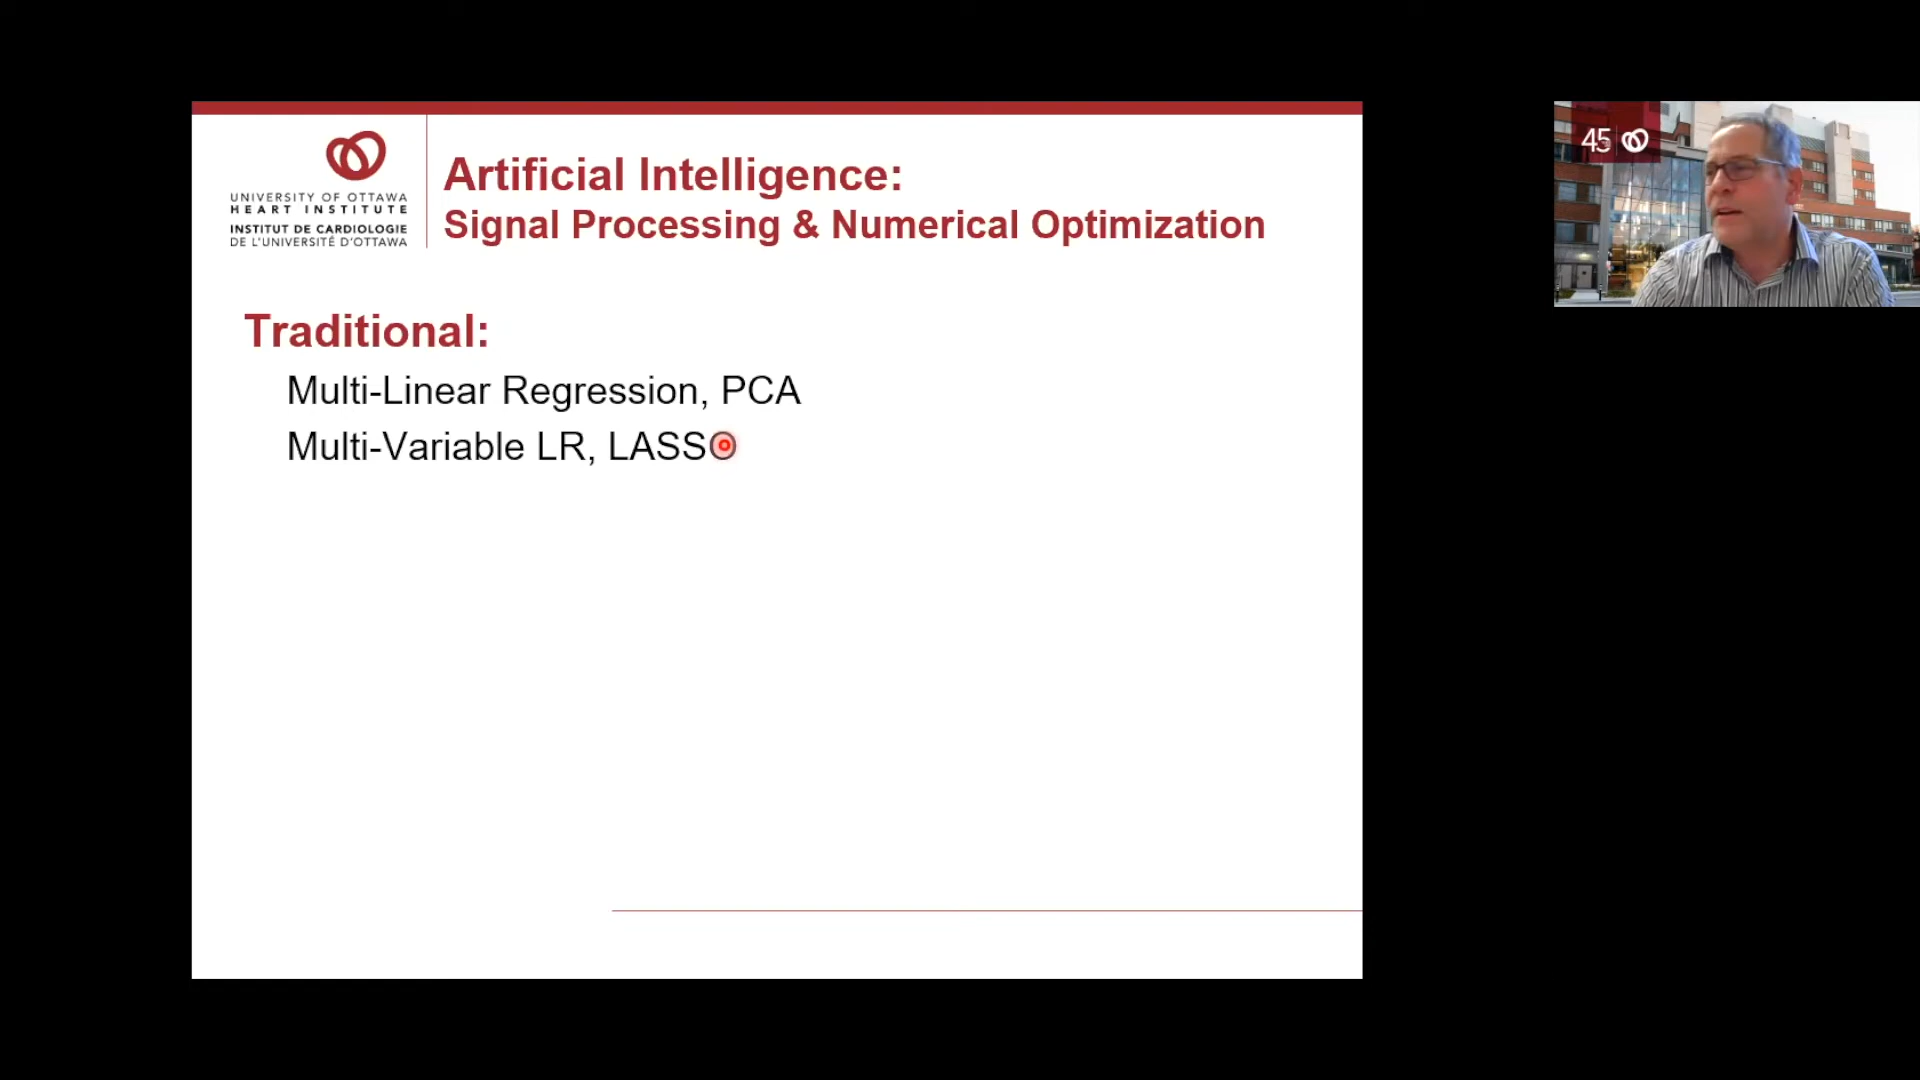 UNIVERSITY OF OTTAWA
HEART INSTITUTE
INSTITUT DE CARDIOLOGIE
DE L'UNIVERSITÉ D'OTTAWA
Artificial Intelligence:
Signal Processing & Numerical Optimization
Traditional:
Multi-Linear Regression, PCA
Multi-Variable LR, LASSO
45